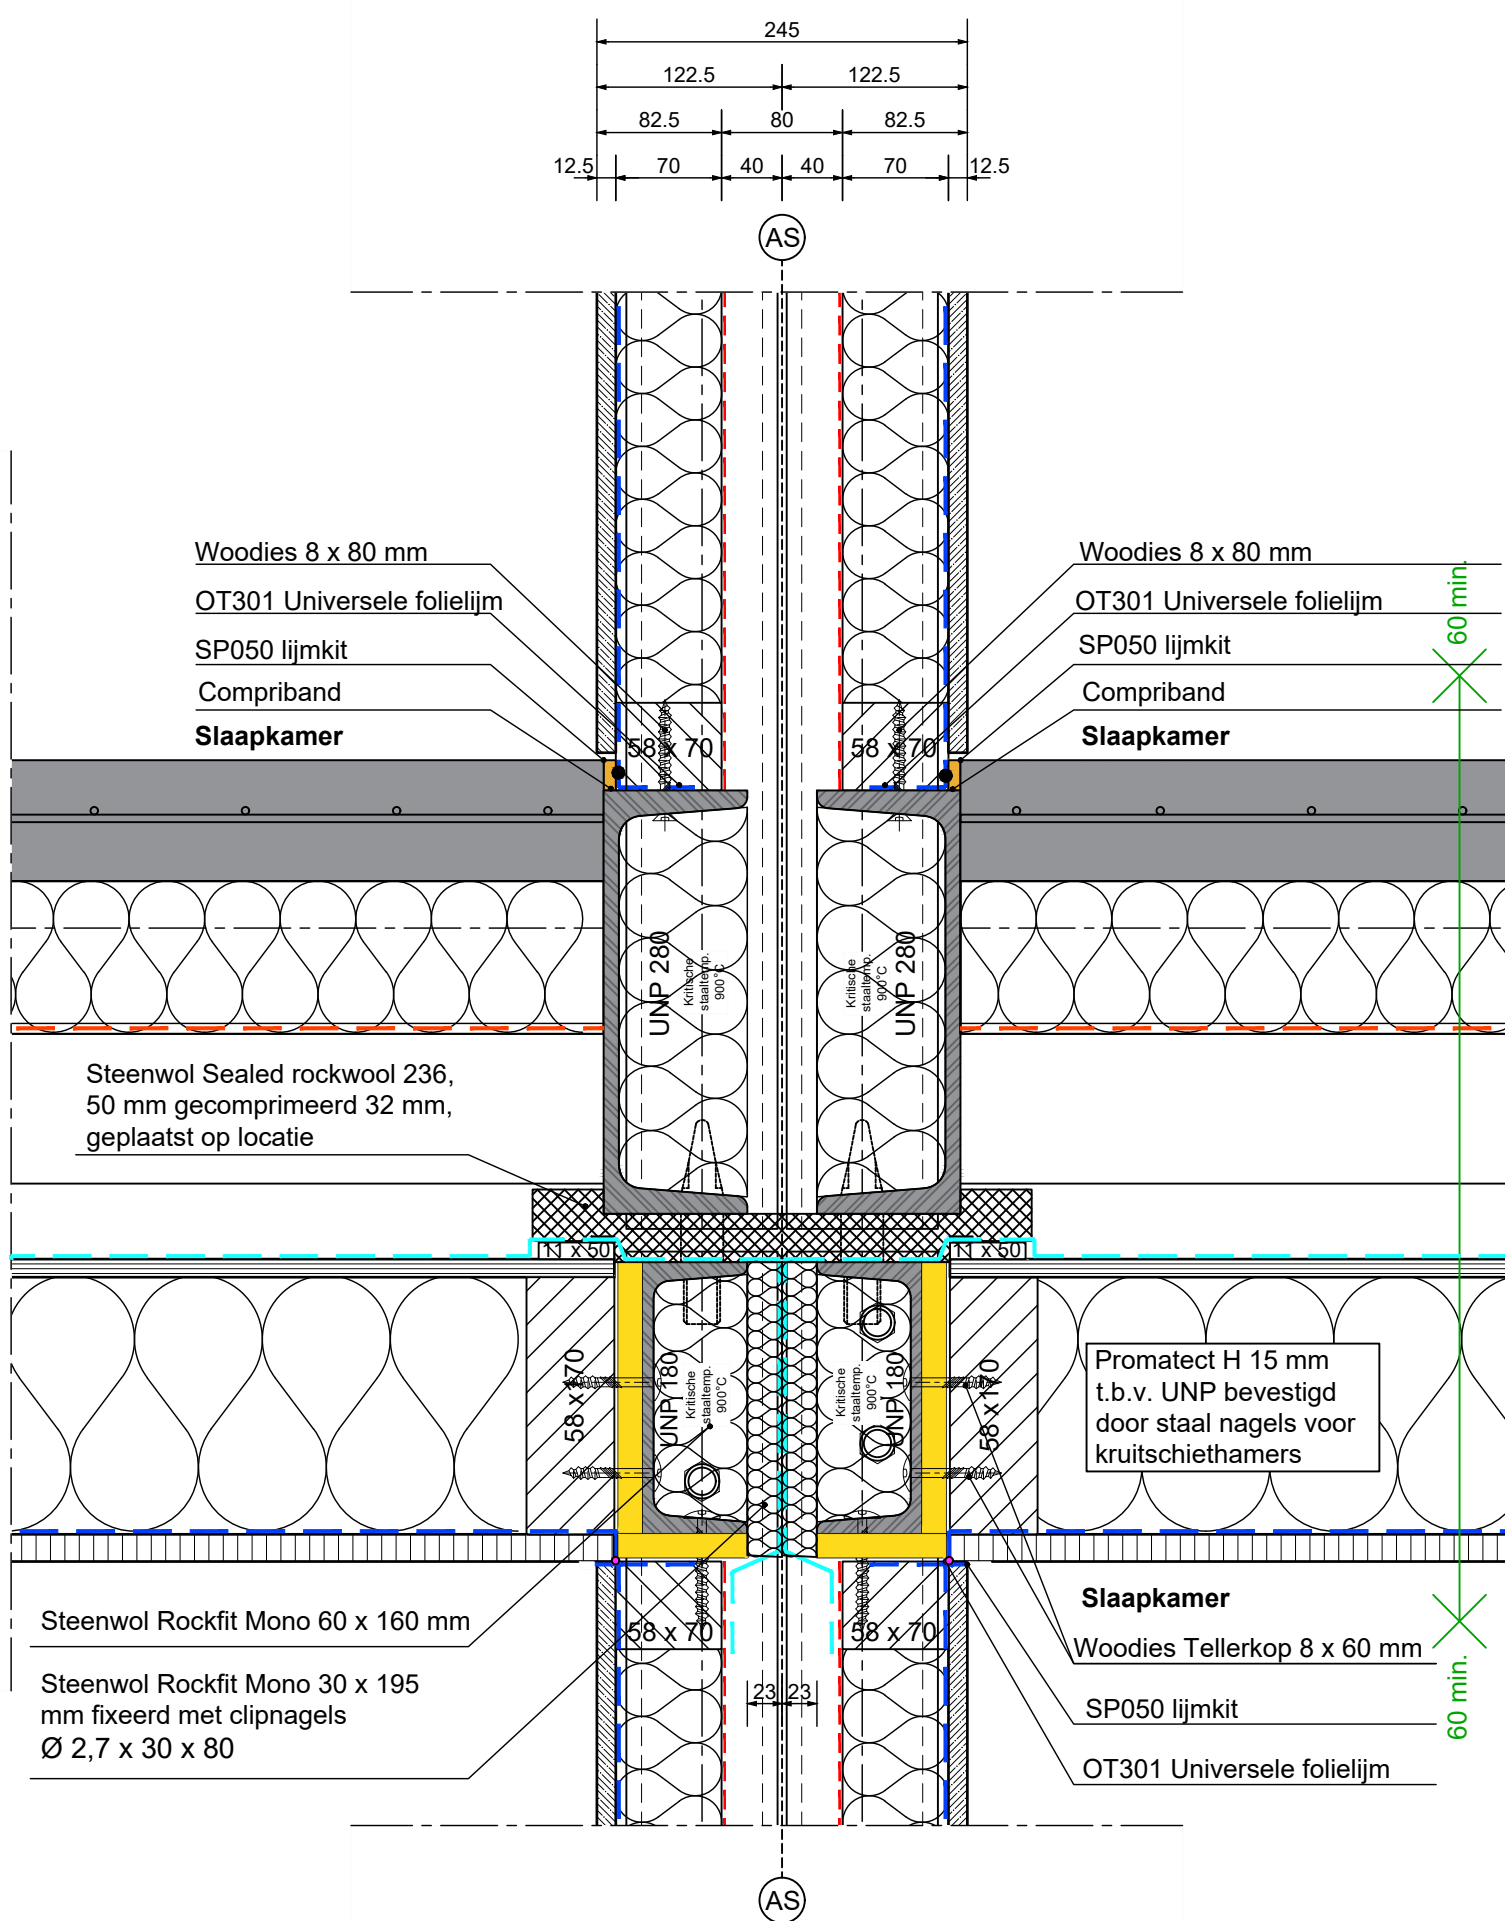 245
122.5 122.5
82.5 80 82.5
12.5 70 40 40 70 12.5
AS
Woodies 8 x 80 mm
OT301 Universele folielijm
SP050 lijmkit
Compriband
Slaapkamer
Woodies 8 x 80 mm
OT301 Universele folielijm
SP050 lijmkit
Compriband
Slaapkamer
60 min.
58 x 70
58 x 70
UNP 280
Kritische
staaltemp.
900°C
Kritische
staaltemp.
900°C
UNP 280
Steenwol Sealed rockwool 236,
50 mm gecomprimeerd 32 mm,
geplaatst op locatie
11 x 50
11 x 50
58 x170
UNP 180
Kritische
staaltemp.
900°C
Kritische
staaltemp.
900°C
UNP 180
58 x170
Promatect H 15 mm
t.b.v. UNP bevestigd
door staal nagels voor
kruitschiethamers
Steenwol Rockfit Mono 60 x 160 mm
Steenwol Rockfit Mono 30 x 195
mm fixeerd met clipnagels
Ø 2,7 x 30 x 80
58 x 70
58 x 70
23 23
Slaapkamer
Woodies Tellerkop 8 x 60 mm
SP050 lijmkit
OT301 Universele folielijm
60 min.
AS